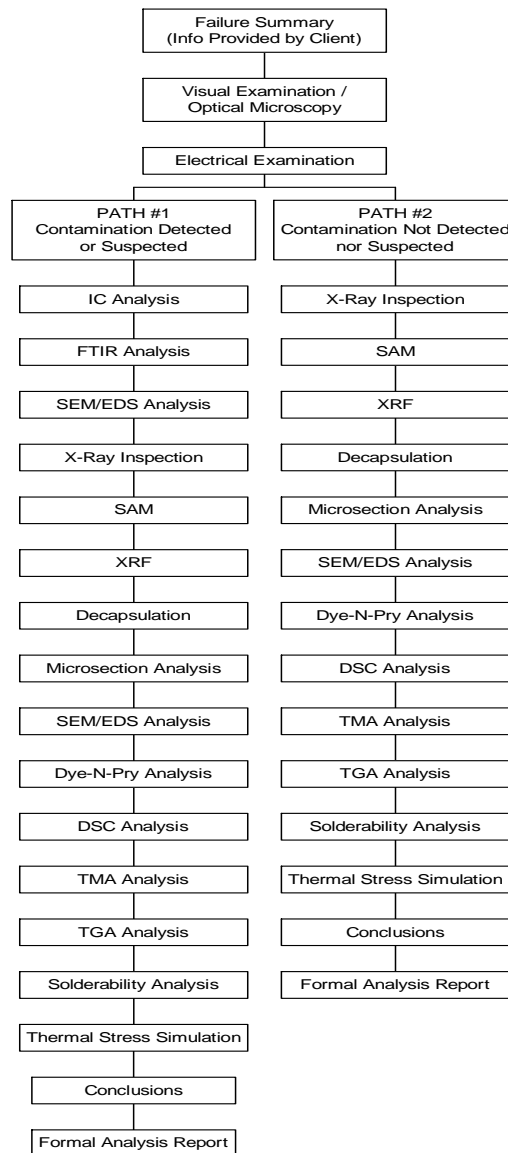 Failure Summary
(Info Provided by Client)
Visual Examination /
Optical Microscopy
Electrical Examination
PATH #1
Contamination Detected
or Suspected
IC Analysis
FTIR Analysis
SEM/EDS Analysis
X-Ray Inspection
SAM
XRF
Decapsulation
Microsection Analysis
SEM/EDS Analysis
Dye-N-Pry Analysis
DSC Analysis
TMA Analysis
TGA Analysis
Solderability Analysis
Thermal Stress Simulation
Conclusions
Formal Analysis Report
PATH #2
Contamination Not Detected
nor Suspected
X-Ray Inspection
SAM
XRF
Decapsulation
Microsection Analysis
SEM/EDS Analysis
Dye-N-Pry Analysis
DSC Analysis
TMA Analysis
TGA Analysis
Solderability Analysis
Thermal Stress Simulation
Conclusions
Formal Analysis Report